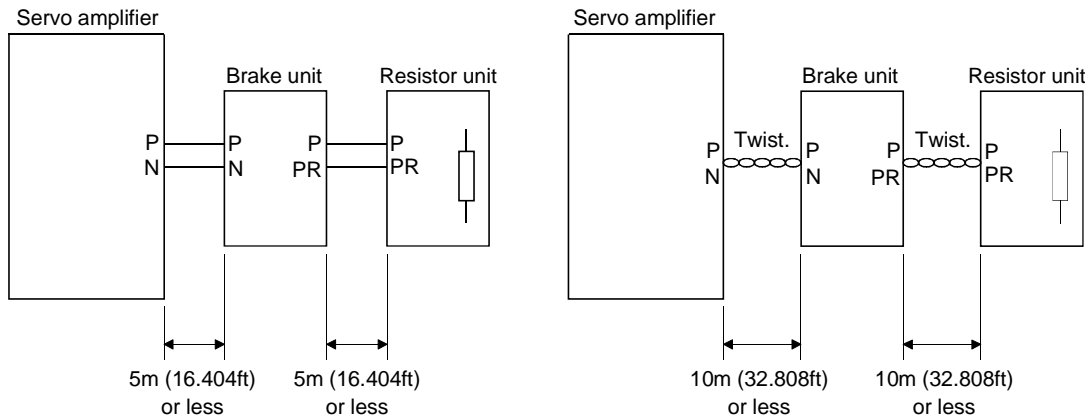 Servo amplifier
Brake unit
Resistor unit
P
P
P
P
N
N
PR
PR
5m (16.404ft)
or less
5m (16.404ft)
or less
Servo amplifier
Brake unit
Resistor unit
P
Twist.
P
P
Twist.
P
N
N
PR
PR
10m (32.808ft)
or less
10m (32.808ft)
or less